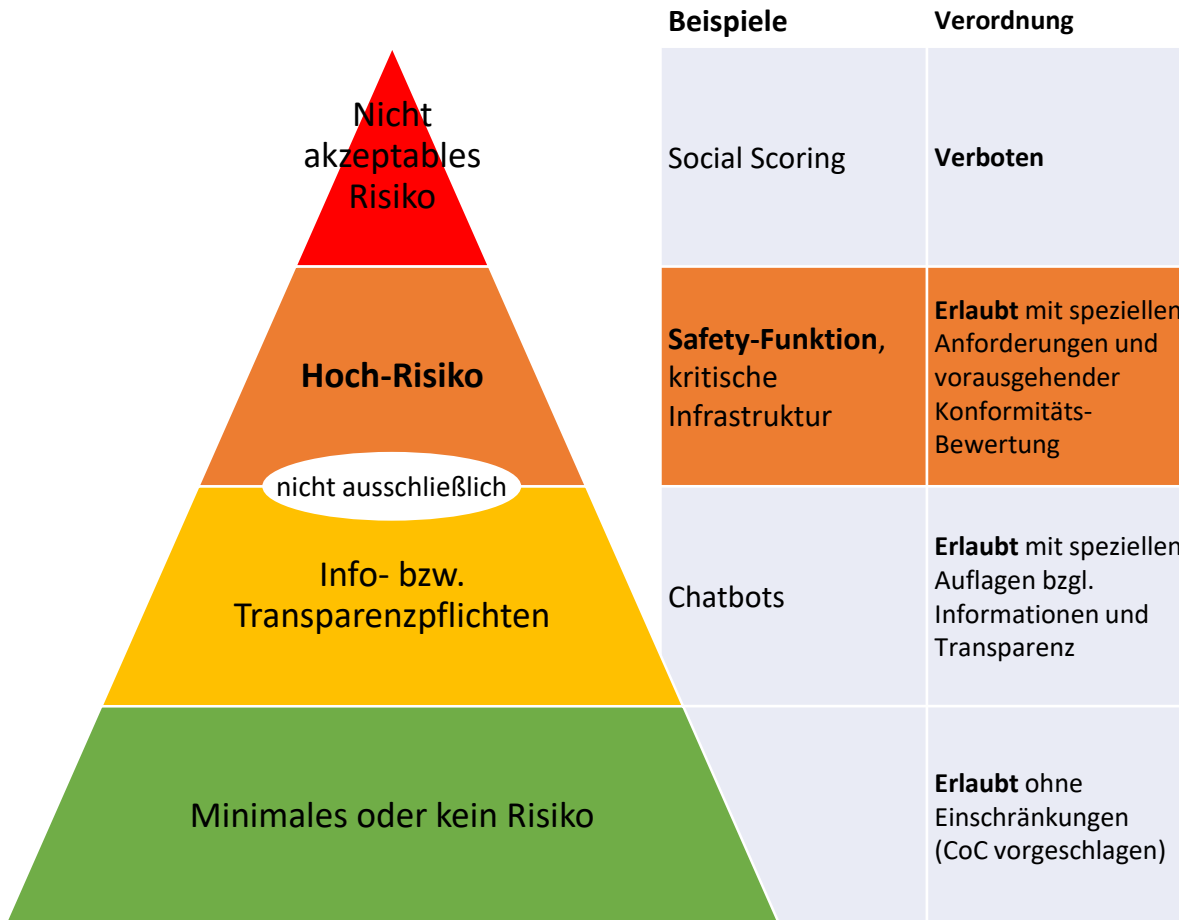 Beispiele
Verordnung
Nicht
akzeptables
Risiko
Social Scoring
Verboten
Hoch-Risiko
Safety-Funktion,
kritische
Infrastruktur
Erlaubt mit speziellen
Anforderungen und
vorausgehender
Konformitäts-
Bewertung
nicht ausschließlich
Info- bzw.
Transparenzpflichten
Chatbots
Erlaubt mit speziellen
Auflagen bzgl.
Informationen und
Transparenz
Minimales oder kein Risiko
Erlaubt ohne
Einschränkungen
(CoC vorgeschlagen)